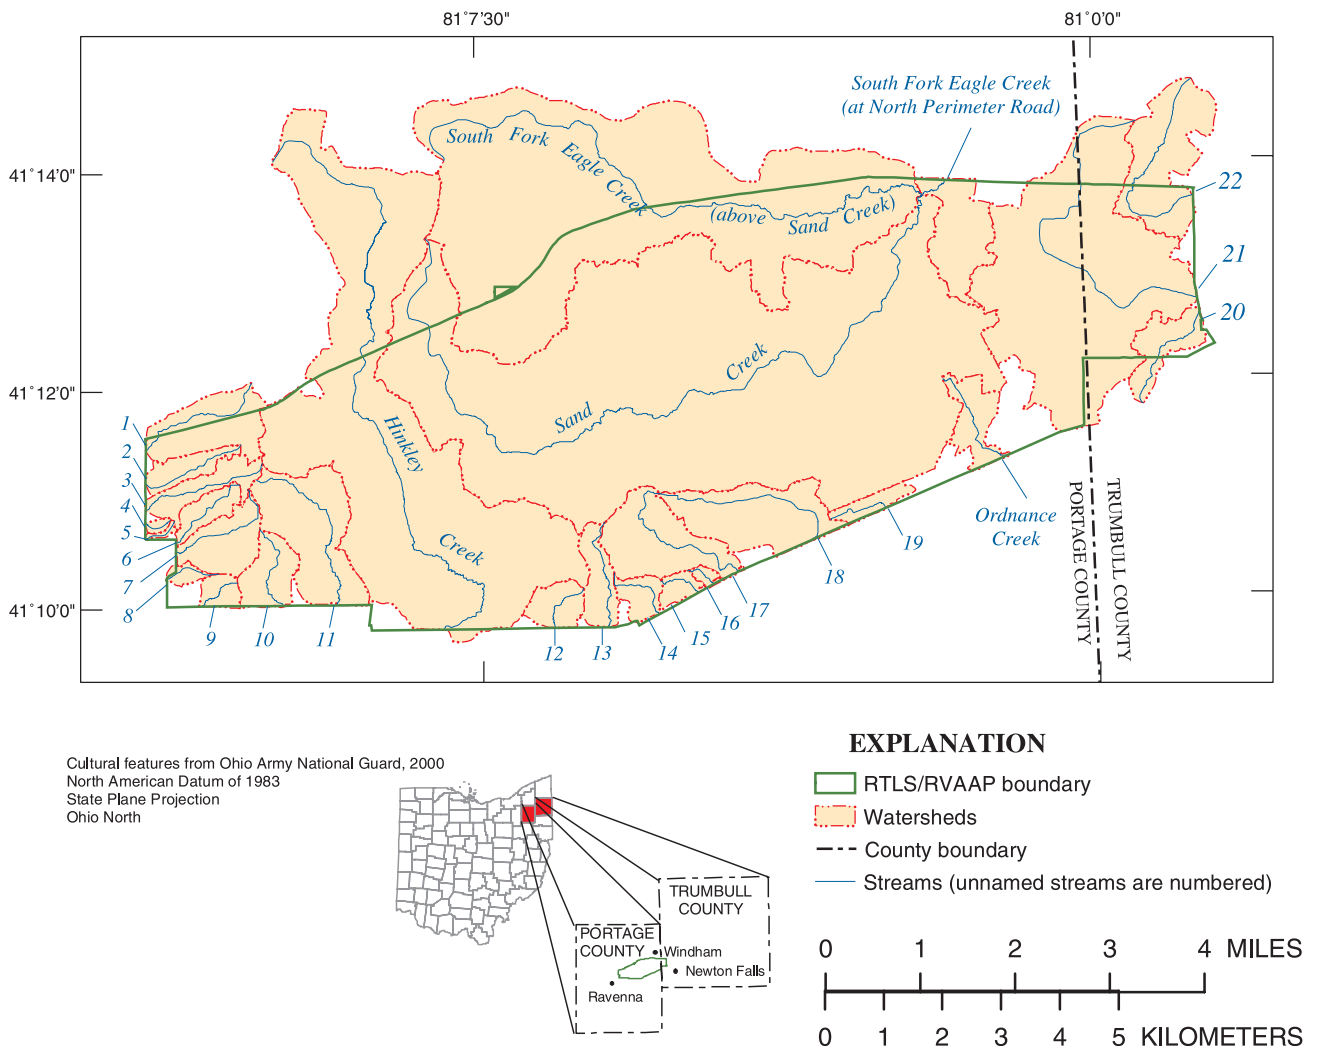 81°7'30"
81°0'0"
South Fork Eagle Creek
(at North Perimeter Road)
South Fork
Eagle
Creek
41°14'0"
22
(above
Sand Creek)
21
20
Creek
41°12'0"
Sand
1
2
3
4
5
6
7
8
Hinkley
Creek
19
Ordnance
Creek
18
PORTAGE COUNTY
TRUMBULL COUNTY
41°10'0"
9
10
11
12
13
14
15
16
17
Cultural features from Ohio Army National Guard, 2000
North American Datum of 1983
State Plane Projection
Ohio North
EXPLANATION
RTLS/RVAAP boundary
Watersheds
County boundary
Streams (unnamed streams are numbered)
TRUMBULL
COUNTY
PORTAGE
COUNTY
Windham
Newton Falls
Ravenna
0 1 2 3 4 MILES
0 1 2 3 4 5 KILOMETERS